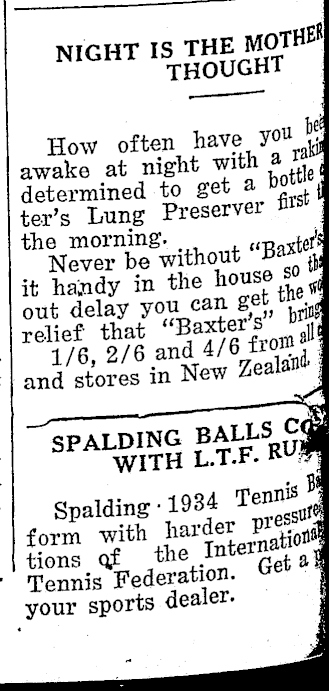 NIGHT IS THE MOTHER
THOUGHT
How often have you
awake at night with a
determined to get a bottle
ter's Lung Preserver first
the morning.
Never be without "Baxter's
it handy in the house so
out delay you can get the
relief that "Baxter's"
1/6, 2/6 and 4/6 from all
and stores in New Zealand.
SPALDING BALLS
WITH L.T.F.
Spalding 1934 Tennis
form with harder pressure
tions of the International
Tennis Federation. Get a
your sports dealer.